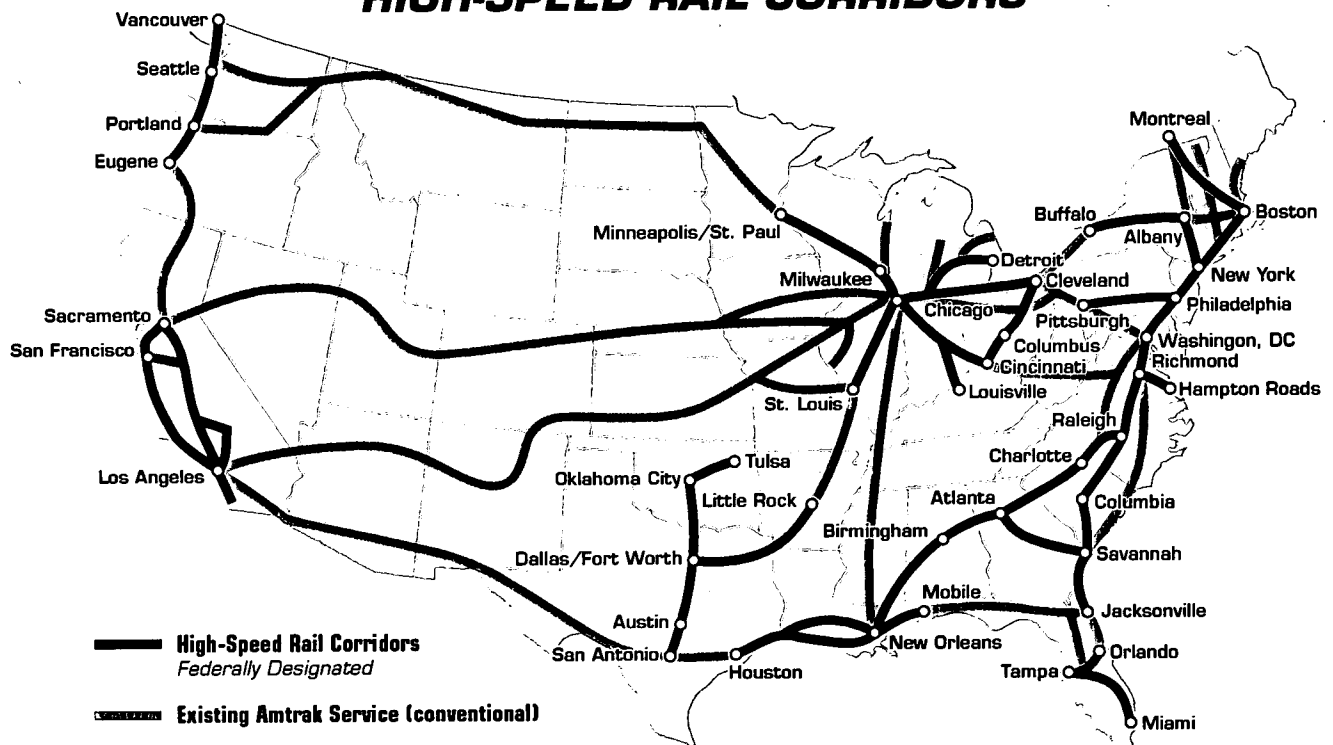 HIGH-SPEED RAIL CORRIDORS
Vancouver
Seattle
Portland
Eugene
Sacramento
San Francisco
Los Angeles
Minneapolis/St. Paul
Milwaukee
Chicago
Detroit
Cleveland
Buffalo
Albany
Montreal
Boston
New York
Philadelphia
Pittsburgh
Washingon, DC
Richmond
Hampton Roads
Columbus
Cincinnati
Louisville
St. Louis
Raleigh
Charlotte
Columbia
Atlanta
Birmingham
Savannah
Tulsa
Oklahoma City
Little Rock
Dallas/Fort Worth
Austin
San Antonio
Houston
New Orleans
Mobile
Jacksonville
Orlando
Tampa
Miami
High-Speed Rail Corridors
Federally Designated
Existing Amtrak Service (conventional)